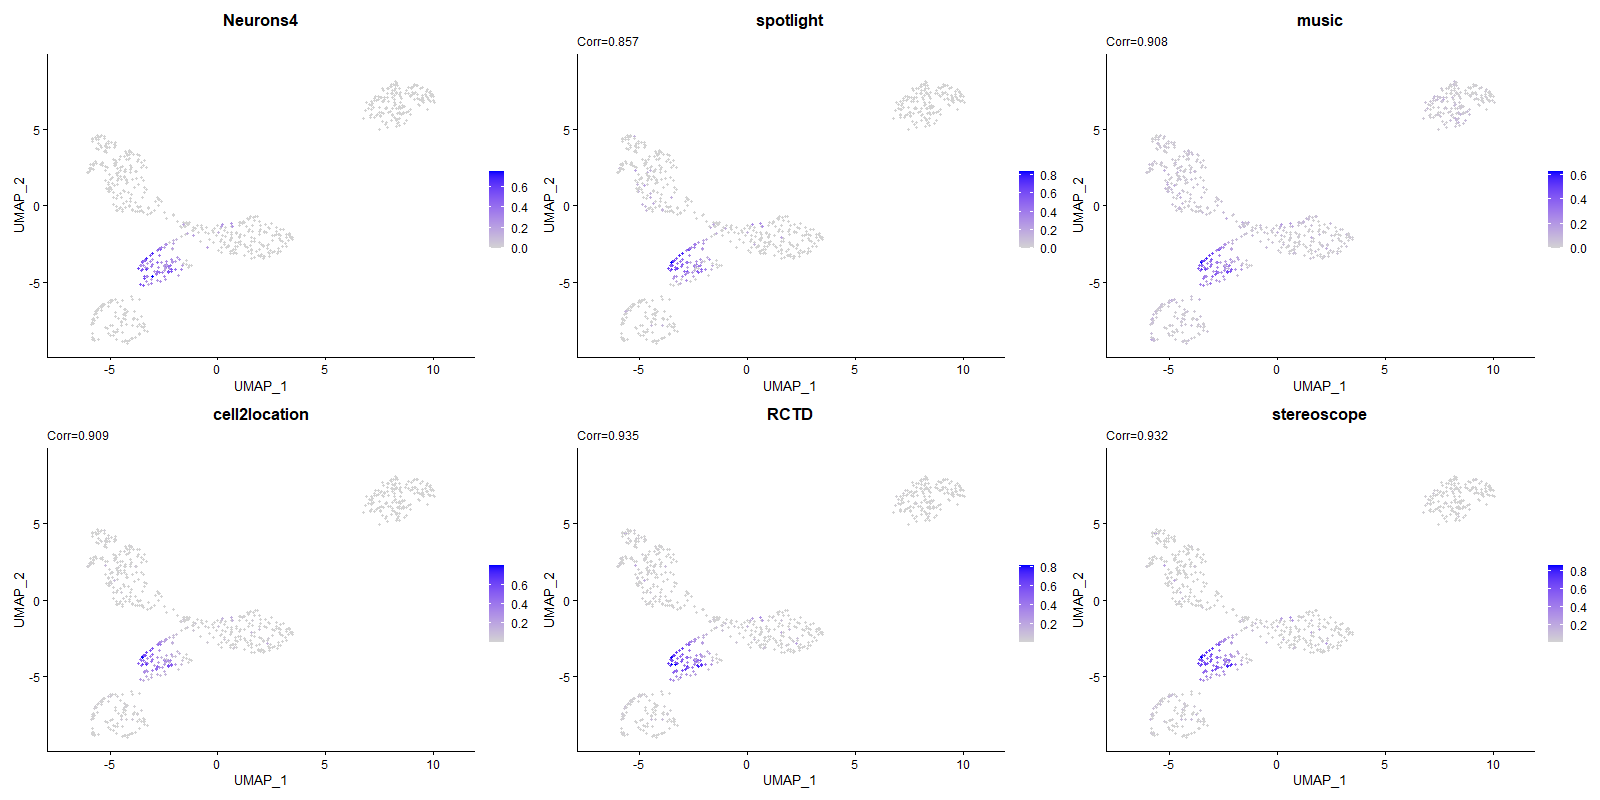 Neurons4
UMAP_2
5
0
-5
-5
0
5
10
UMAP_1
0.6
0.4
0.2
0.0
spotlight
Corr=0.857
UMAP_2
5
0
-5
-5
0
5
10
UMAP_1
0.8
0.6
0.4
0.2
0.0
music
Corr=0.908
UMAP_2
5
0
-5
-5
0
5
10
UMAP_1
0.6
0.4
0.2
0.0
cell2location
Corr=0.909
UMAP_2
5
0
-5
-5
0
5
10
UMAP_1
0.6
0.4
0.2
RCTD
Corr=0.935
UMAP_2
5
0
-5
-5
0
5
10
UMAP_1
0.8
0.6
0.4
0.2
stereoscope
Corr=0.932
UMAP_2
5
0
-5
-5
0
5
10
UMAP_1
0.8
0.6
0.4
0.2